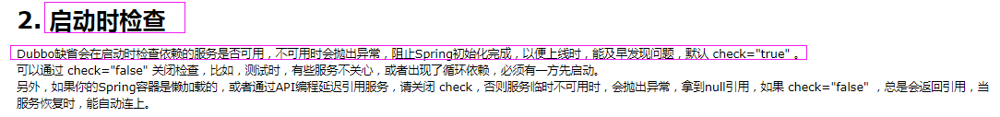 2. 启动时检查
Dubbo缺省会在启动时检查依赖的服务是否可用，不可用时会抛出异常，阻止Spring初始化完成，以便上线时，能及早发现问题，默认 check="true" 。
可以通过 check="false" 关闭检查，比如，测试时，有些服务不关心，或者出现了循环依赖，必须有一方先启动。
另外，如果你的Spring容器是懒加载的，或者通过API编程延迟引用服务，请关闭 check，否则服务临时不可用时，会抛出异常，拿到null引用，如果 check="false" ，总是会返回引用，当
服务恢复时，能自动连上。